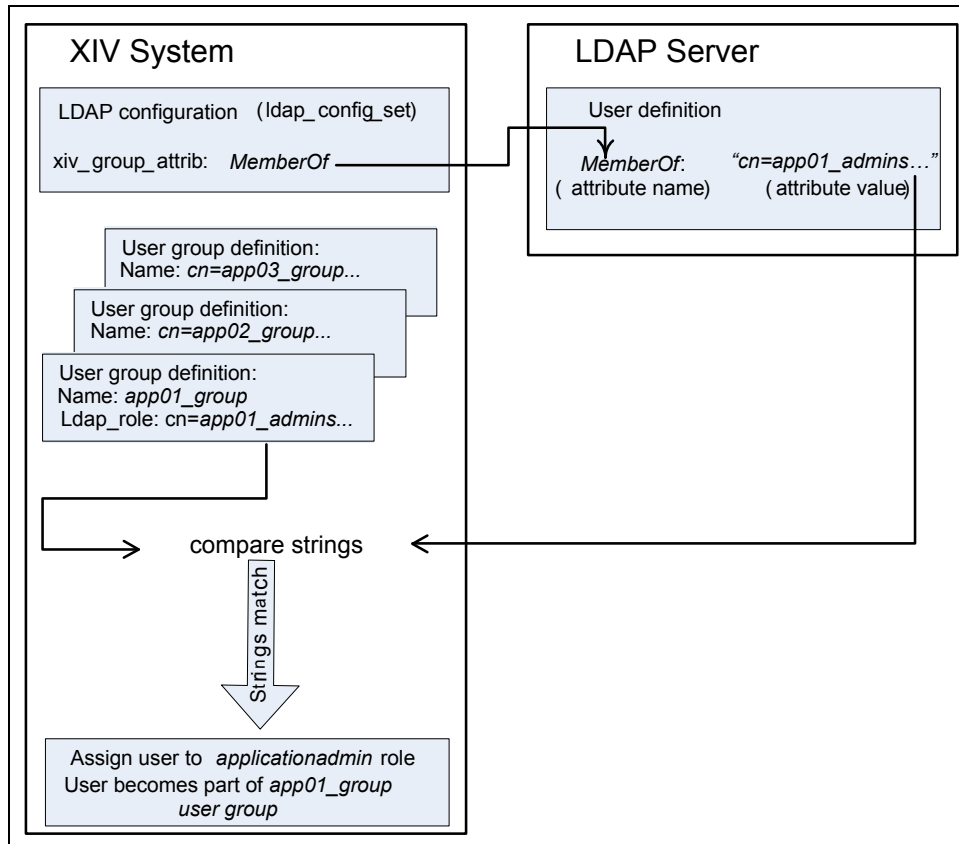 XIV System
LDAP configuration (ldap_config_set)
xiv_group_attrib: MemberOf
User group definition:
Name: cn=app03_group...
User group definition:
Name: cn=app02_group...
User group definition:
Name: app01_group
Ldap_role: cn=app01_admins...
compare strings
Strings match
Assign user to applicationadmin role
User becomes part of app01_group
user group
LDAP Server
User definition
MemberOf: “cn=app01_admins…”
( attribute name) (attribute value)